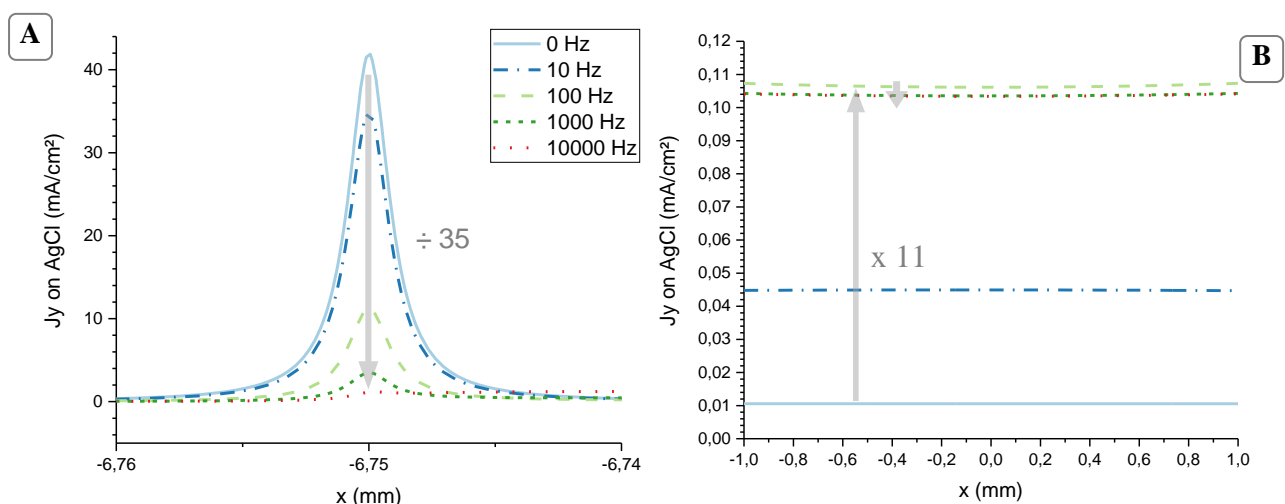 A
Jy on AgCl (mA/cm²)
40
30
20
10
0
-6,76
-6,75
-6,74
x (mm)
0 Hz
10 Hz
100 Hz
1000 Hz
10000 Hz
÷ 35
B
Jy on AgCl (mA/cm²)
0,12
0,11
0,10
0,09
0,08
0,07
0,06
0,05
0,04
0,03
0,02
0,01
0,00
-1,0 -0,8 -0,6 -0,4 -0,2 0,0 0,2 0,4 0,6 0,8 1,0
x (mm)
x 11